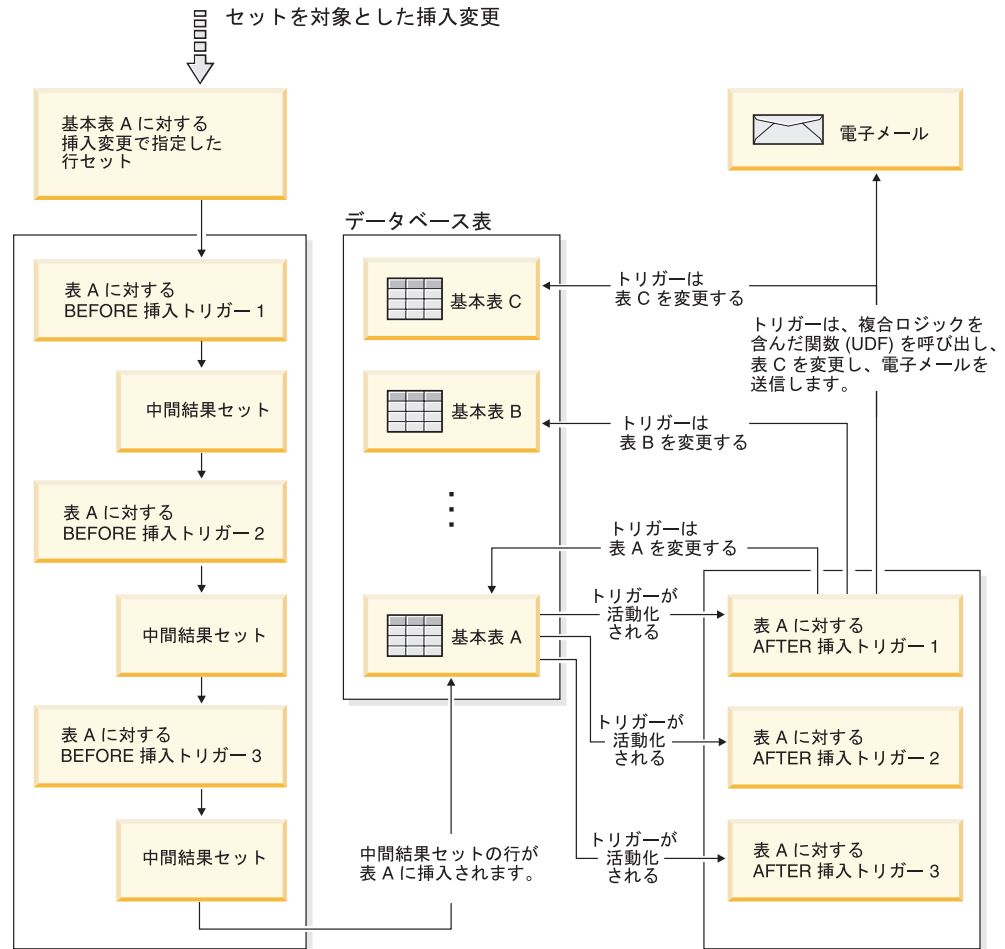 セットを対象とした挿入変更
基本表 A に対する
挿入変更で指定した
行セット
表 A に対する
BEFORE 挿入トリガー 1
中間結果セット
表 A に対する
BEFORE 挿入トリガー 2
中間結果セット
表 A に対する
BEFORE 挿入トリガー 3
中間結果セット
中間結果セットの行が
表 A に挿入されます。
データベース表
基本表 C
基本表 B
基本表 A
電子メール
トリガーは
表 C を変更する
トリガーは、複合ロジックを
含んだ関数 (UDF) を呼び出し、
表 C を変更し、電子メールを
送信します。
トリガーは
表 B を変更する
トリガーは
表 A を変更する
トリガーが
活動化
される
表 A に対する
AFTER 挿入トリガー 1
トリガーが
活動化
される
表 A に対する
AFTER 挿入トリガー 2
トリガーが
活動化
される
表 A に対する
AFTER 挿入トリガー 3